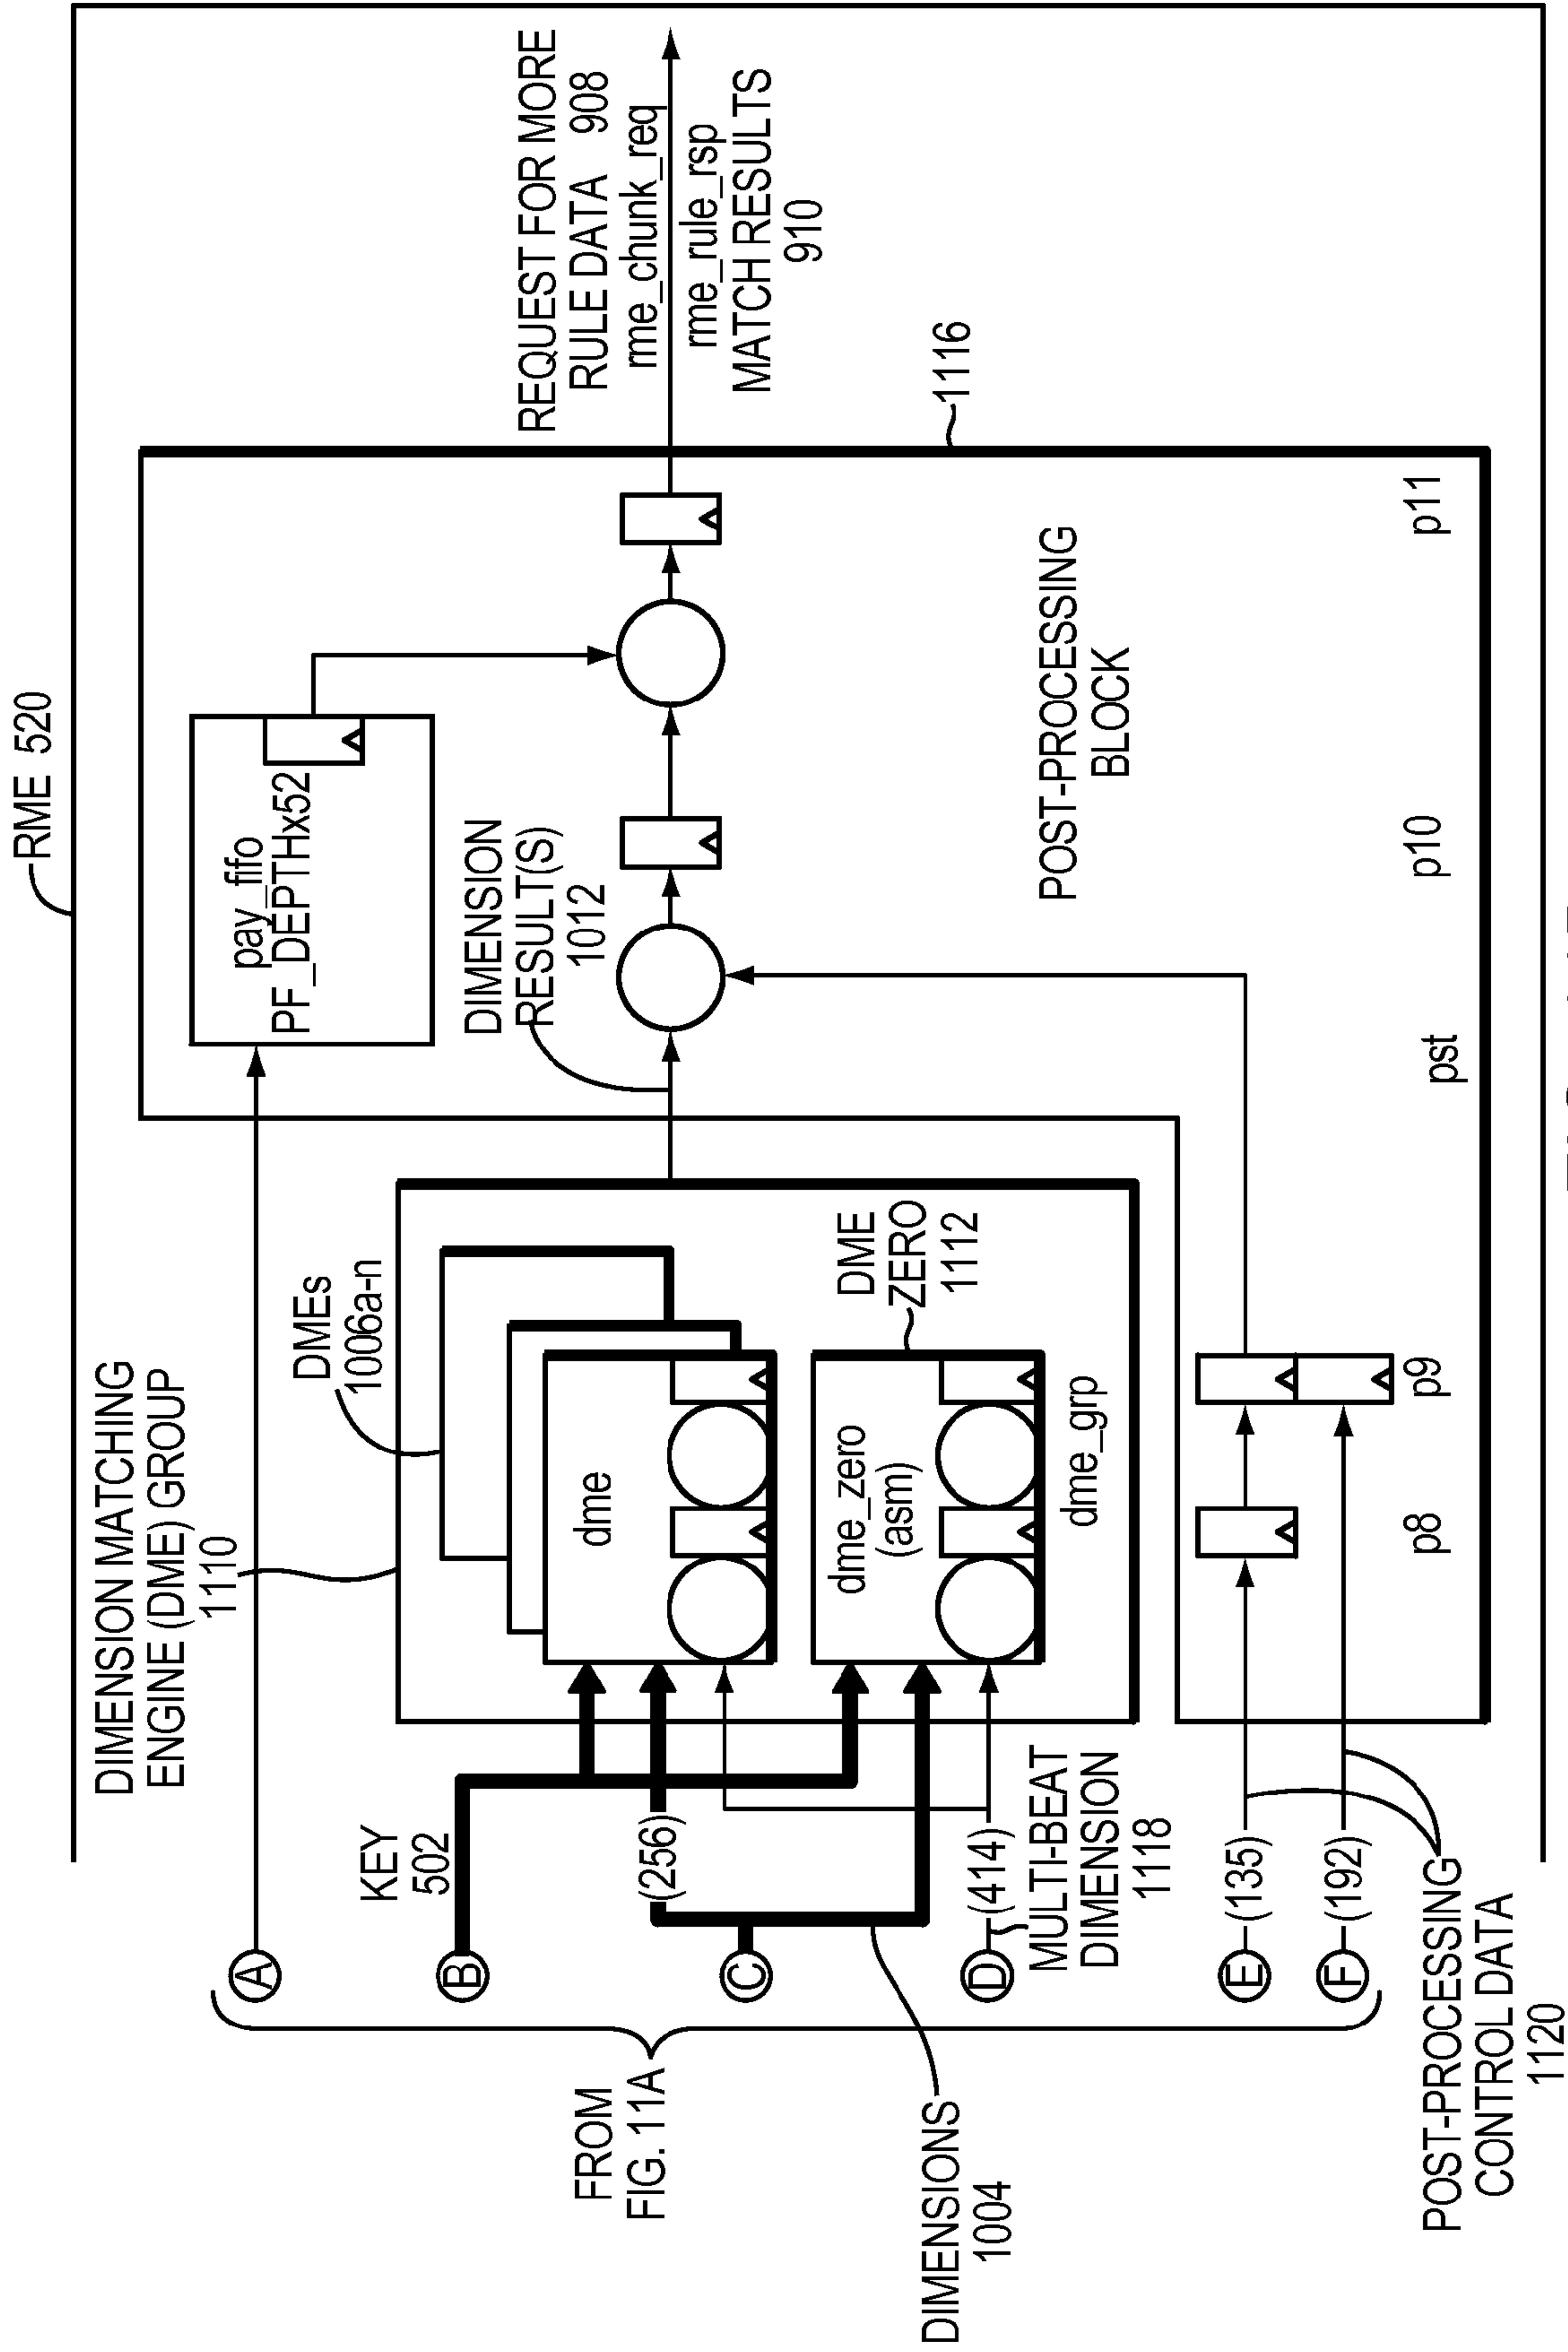 RME 520
DIMENSION MATCHING
ENGINE (DME) GROUP
1110
DMEs
1006a-n
pay_fifo
PF_DEPTHx52
DIMENSION
RESULT(S)
1012
REQUEST FOR MORE
RULE DATA 908
rme_chunk_req
rme_rule_rsp
MATCH RESULTS
910
1116
FROM
FIG. 11A
A
B
C
D
E
F
KEY
502
(256)
(414)
MULTI-BEAT
DIMENSION
1118
(135)
(192)
DIMENSIONS
1004
POST-PROCESSING
CONTROL DATA
1120
dme
dme_zero
(asm)
DME
ZERO
1112
dme_grp
POST-PROCESSING
BLOCK
p8
p9
pst
p10
p11